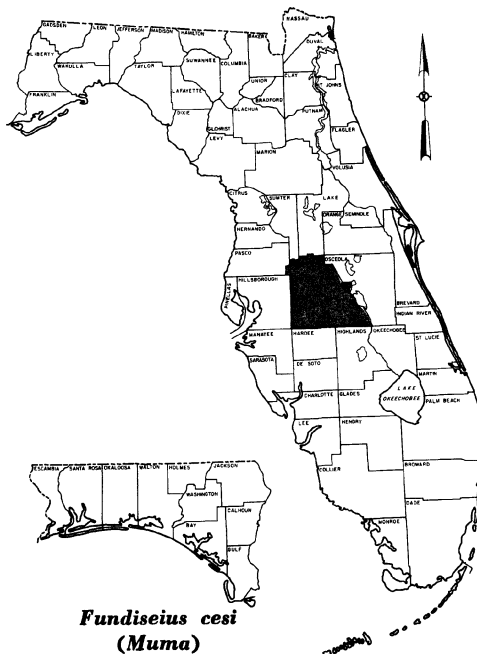 GADSDEN
LEON
JEFFERSON
MADISON
HAMILTON
NASSAU
BAKER
DUVAL
LIBERTY
WAKULLA
TAYLOR
SUWANNEE
COLUMBIA
UNION
CLAY
ST JOHNS
FRANKLIN
LAFAYETTE
BRADFORD
DIXIE
GILCHRIST
ALACHUA
PUTNAM
FLAGLER
LEVY
MARION
VOLUSIA
CITRUS
SUMTER
LAKE
HERNANDO
ORANGE
SEMINOLE
PASCO
OSCEOLA
PINELLAS
HILLSBOROUGH
BREVARD
INDIAN RIVER
MANATEE
HARDEE
HIGHLANDS
OKEECHOBEE
ST LUCIE
SARASOTA
DE SOTO
MARTIN
CHARLOTTE
GLADES
LAKE
OKEECHOBEE
PALM BEACH
LEE
HENDRY
COLLIER
BROWARD
DADE
MONROE
ESCAMBIA
SANTA ROSA
OKALOOSA
WALTON
HOLMES
JACKSON
WASHINGTON
BAY
CALHOUN
GULF
Fundiseius cesi
(Muma)